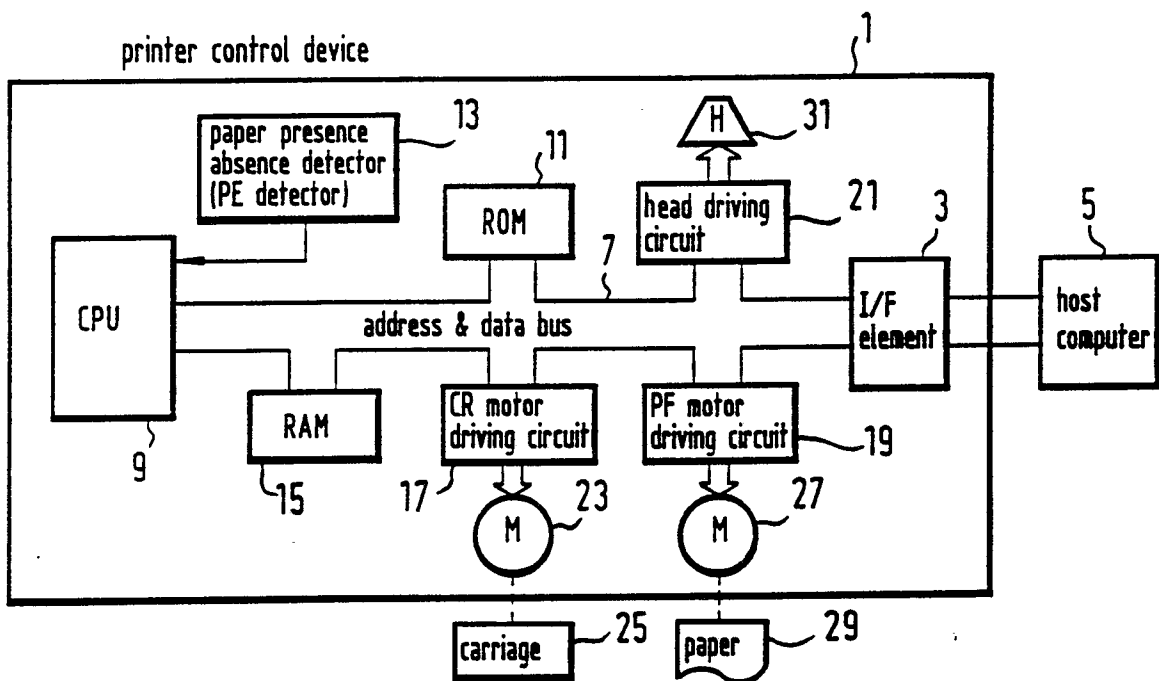 printer control device
1
paper presence
absence detector
(PE detector)
13
11
ROM
H
31
head driving
circuit
21
3
5
7
CPU
address & data bus
I/F
element
host
computer
9
RAM
15
CR motor
driving circuit
17
PF motor
driving circuit
19
M
23
M
27
carriage
25
paper
29